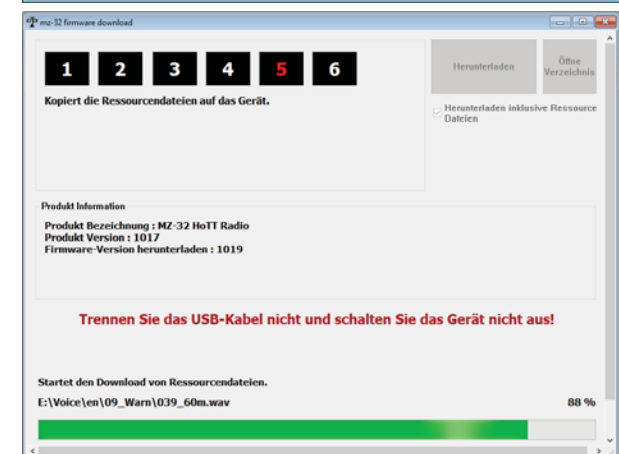 mz-32 firmware download
1 2 3 4 5 6
Kopiert die Ressourcendateien auf das Gerät.
Herunterladen
Öffne
Verzeichnis
Herunterladen inklusive Ressource
Dateien
Produkt Information
Produkt Bezeichnung : MZ-32 HoTT Radio
Produkt Version : 1017
Firmware-Version herunterladen : 1019
Trennen Sie das USB-Kabel nicht und schalten Sie das Gerät nicht aus!
Startet den Download von Ressourcendateien.
E:\Voice\en\09_Warn\039_60m.wav 88 %